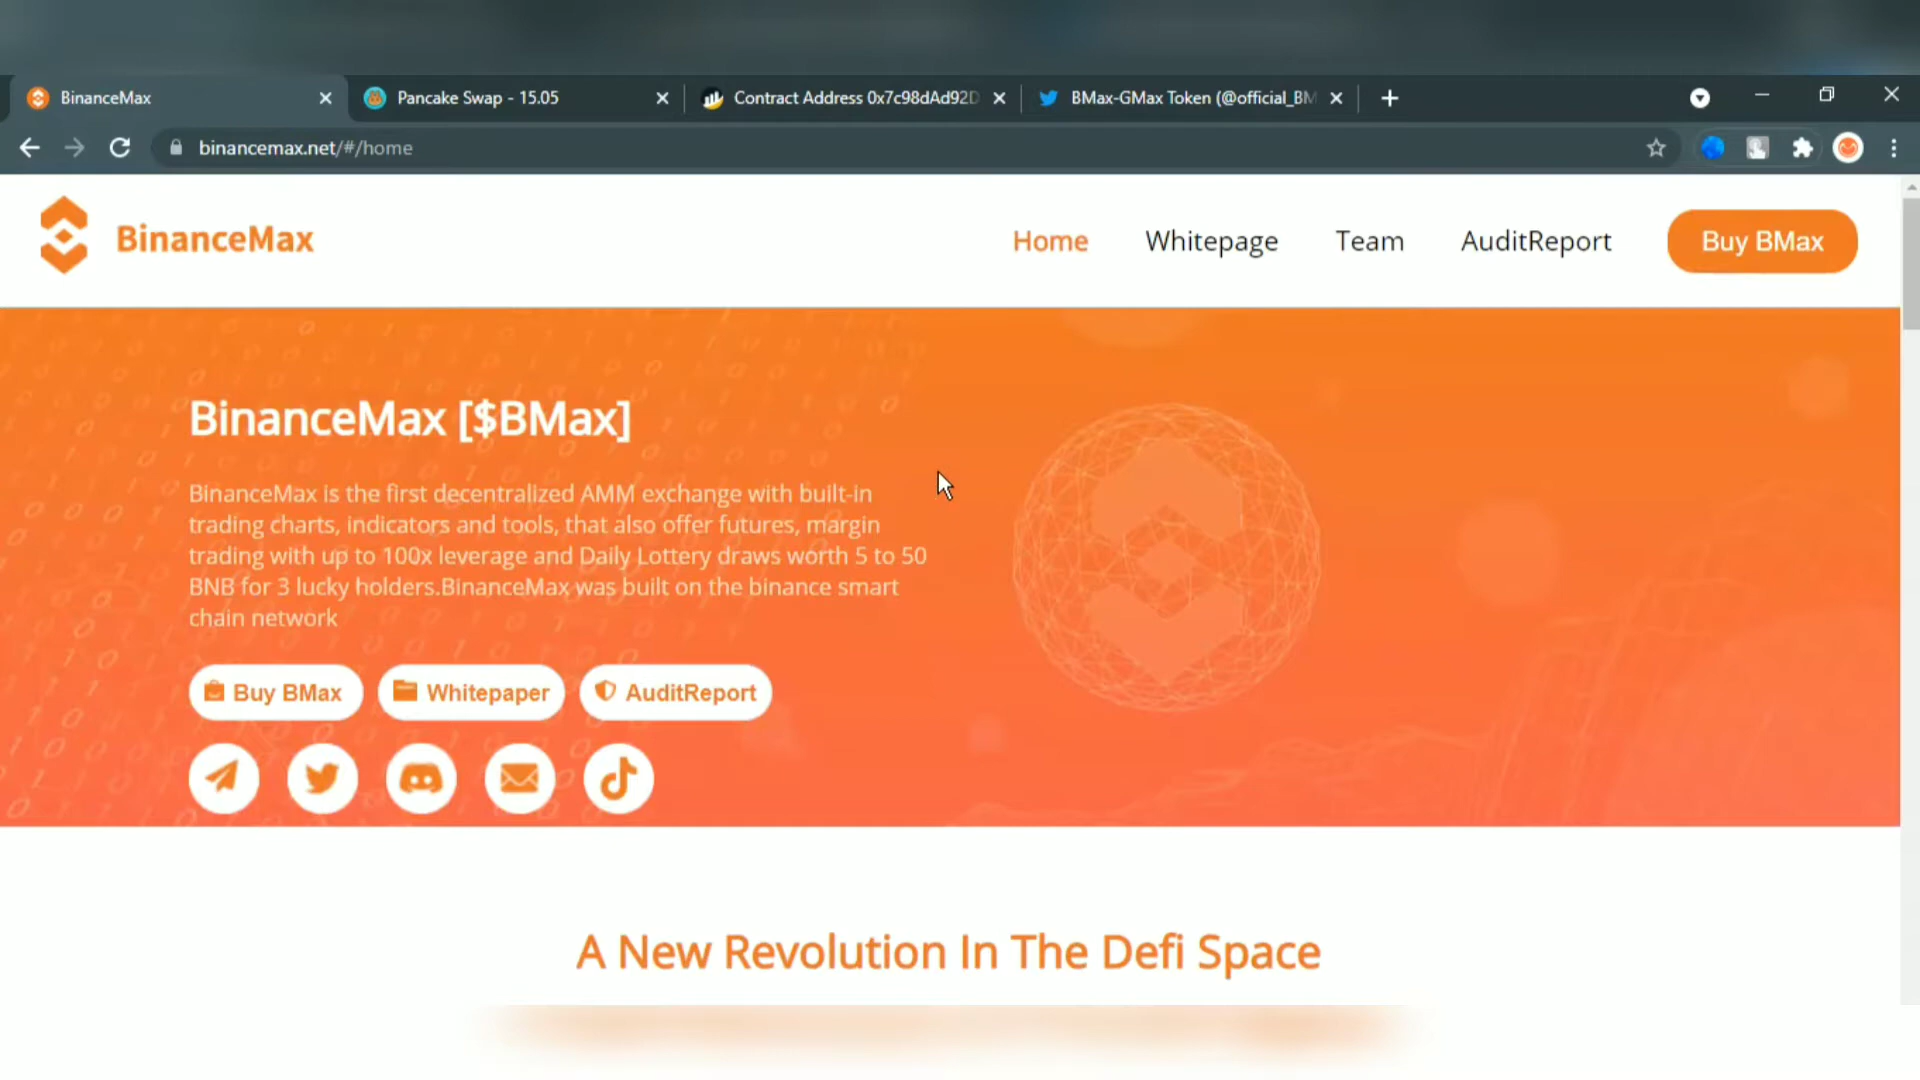 BinanceMax
Pancake Swap - 15.05
Contract Address 0x7c98dAd92D
BMax-GMax Token (@official_BM
binancemax.net/#/home
BinanceMax
Home
Whitepage
Team
AuditReport
Buy BMax
BinanceMax [$BMax]
BinanceMax is the first decentralized AMM exchange with built-in
trading charts, indicators and tools, that also offer futures, margin
trading with up to 100x leverage and Daily Lottery draws worth 5 to 50
BNB for 3 lucky holders.BinanceMax was built on the binance smart
chain network
Buy BMax
Whitepaper
AuditReport
A New Revolution In The Defi Space